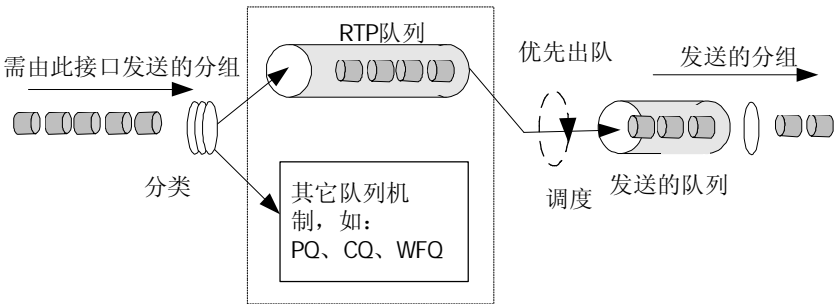 RTP队列
优先出队
发送的分组
需由此接口发送的分组
分类
其它队列机
制，如：
PQ、CQ、WFQ
调度
发送的队列